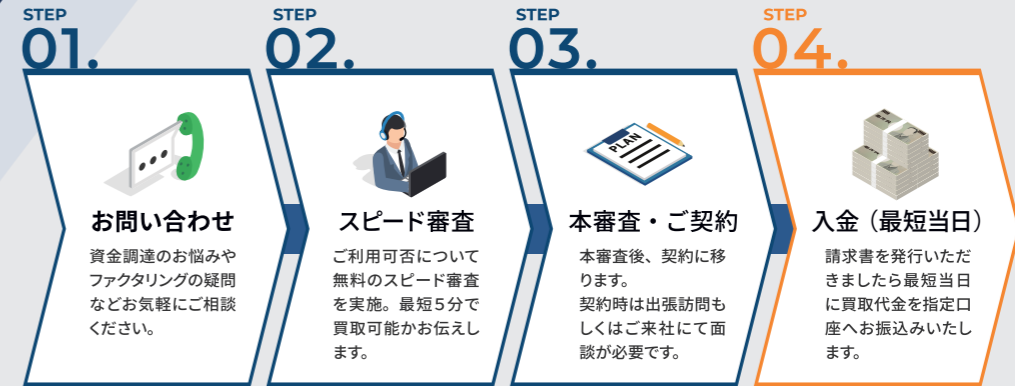 STEP
01.
お問い合わせ
資金調達のお悩みや
ファクタリングの疑問
などお気軽にご相談
ください。
STEP
02.
スピード審査
ご利用可否について
無料のスピード審査
を実施。最短５分で
買取可能かお伝えし
ます。
STEP
03.
PLAN
本審査・ご契約
本審査後、契約に移
ります。
契約時は出張訪問も
しくはご来社にて面
談が必要です。
STEP
04.
入金（最短当日）
請求書を発行いただ
きましたら最短当日
に買取代金を指定口
座へお振込みいたし
ます。